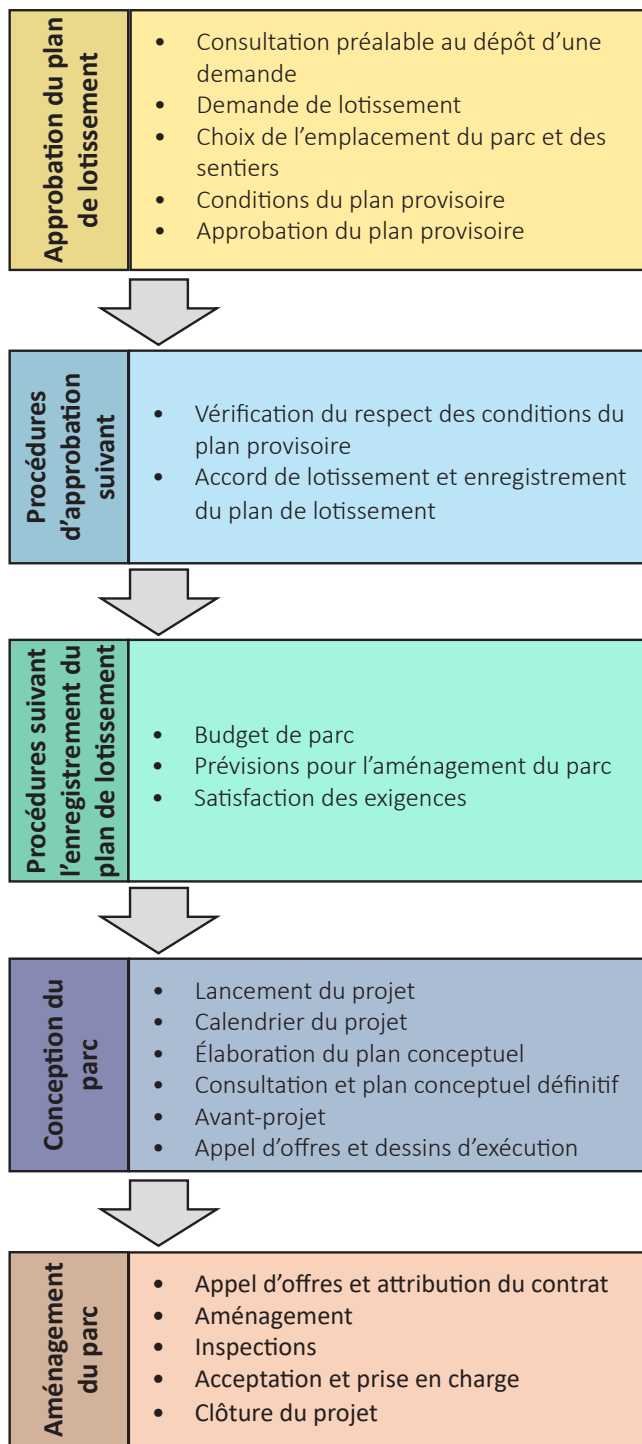 Approbation du plan
de lotissement
• Consultation préalable au dépôt d’une
demande
• Demande de lotissement
• Choix de l’emplacement du parc et des
sentiers
• Conditions du plan provisoire
• Approbation du plan provisoire
Procédures
d’approbation
suivant
• Vérification du respect des conditions du
plan provisoire
• Accord de lotissement et enregistrement
du plan de lotissement
Procédures suivant
l’enregistrement du
plan de lotissement
• Budget de parc
• Prévisions pour l’aménagement du parc
• Satisfaction des exigences
Conception du
parc
• Lancement du projet
• Calendrier du projet
• Élaboration du plan conceptuel
• Consultation et plan conceptuel définitif
• Avant-projet
• Appel d’offres et dessins d’exécution
Aménagement
du parc
• Appel d’offres et attribution du contrat
• Aménagement
• Inspections
• Acceptation et prise en charge
• Clôture du projet